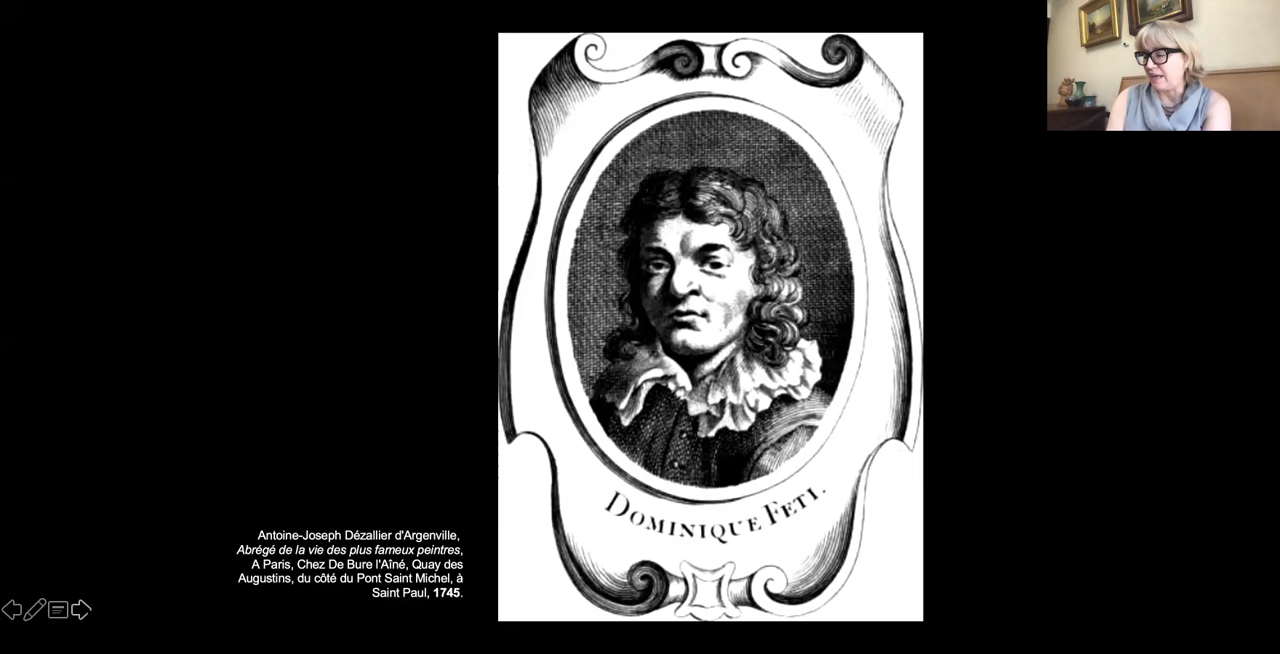 DOMINIQUE FETI.
Antoine-Joseph Dézallier d'Argenville,
Abrégé de la vie des plus fameux peintres,
A Paris, Chez De Bure l'Aîné, Quay des
Augustins, du côté du Pont Saint Michel, à
Saint Paul, 1745.